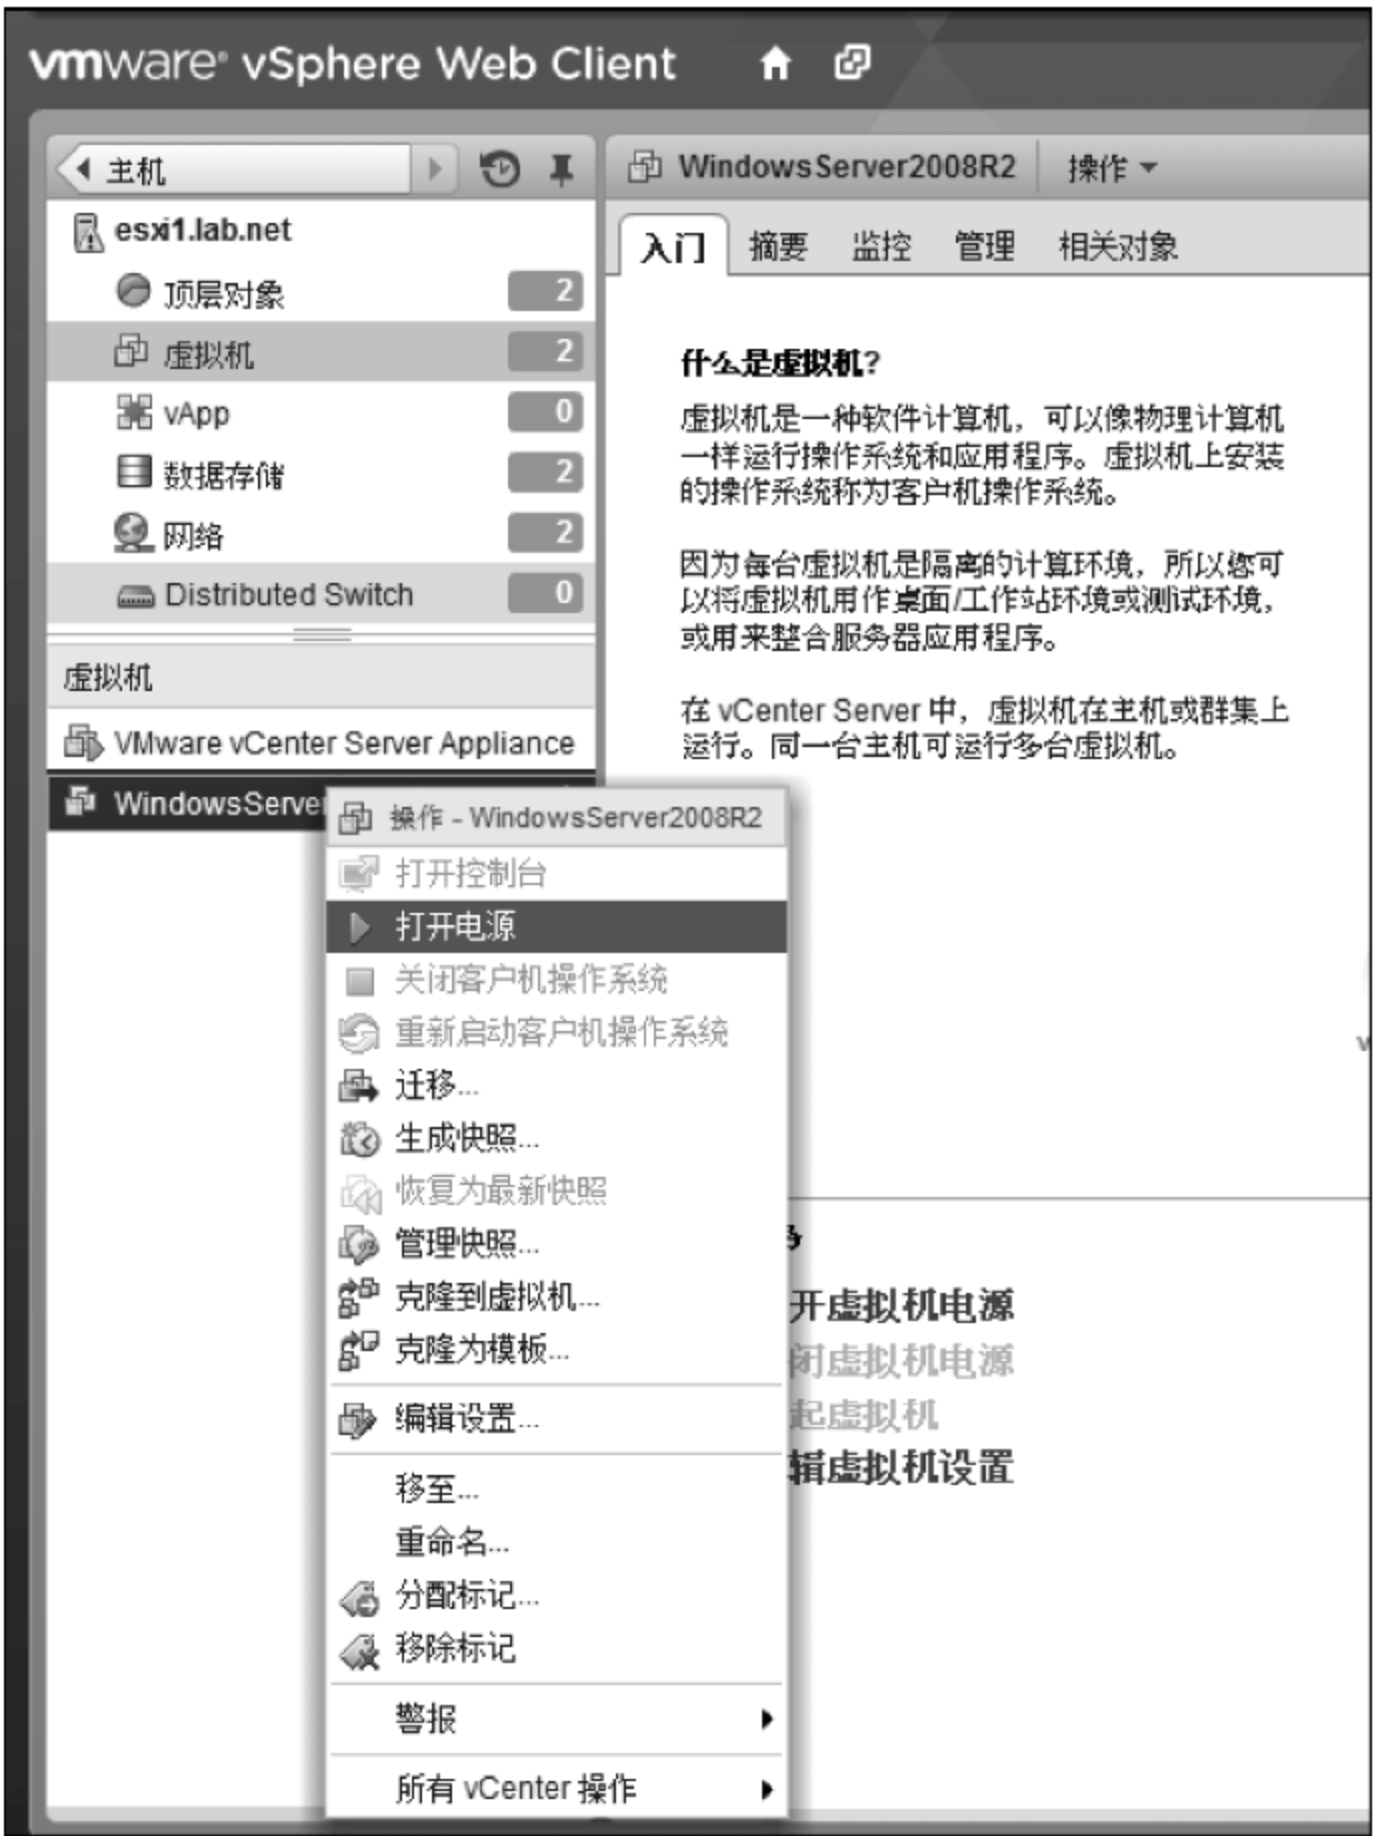 vmware® vSphere Web Client
主机
esxi1.lab.net
顶层对象 2
虚拟机 2
vApp 0
数据存储 2
网络 2
Distributed Switch 0
虚拟机
VMware vCenter Server Appliance
WindowsServer
WindowsServer2008R2 操作
入门 摘要 监控 管理 相关对象
什么是虚拟机?
虚拟机是一种软件计算机，可以像物理计算机
一样运行操作系统和应用程序。虚拟机上安装
的操作系统称为客户机操作系统。
因为每台虚拟机是隔离的计算环境，所以您可
以将虚拟机用作桌面/工作站环境或测试环境，
或用来整合服务器应用程序。
在 vCenter Server 中，虚拟机在主机或群集上
运行。同一台主机可运行多台虚拟机。
操作 - WindowsServer2008R2
打开控制台
打开电源
关闭客户机操作系统
重新启动客户机操作系统
迁移...
生成快照...
恢复为最新快照
管理快照...
克隆到虚拟机...
克隆为模板...
编辑设置...
移至...
重命名...
分配标记...
移除标记
警报
所有 vCenter 操作
开虚拟机电源
闭虚拟机电源
起虚拟机
辑虚拟机设置